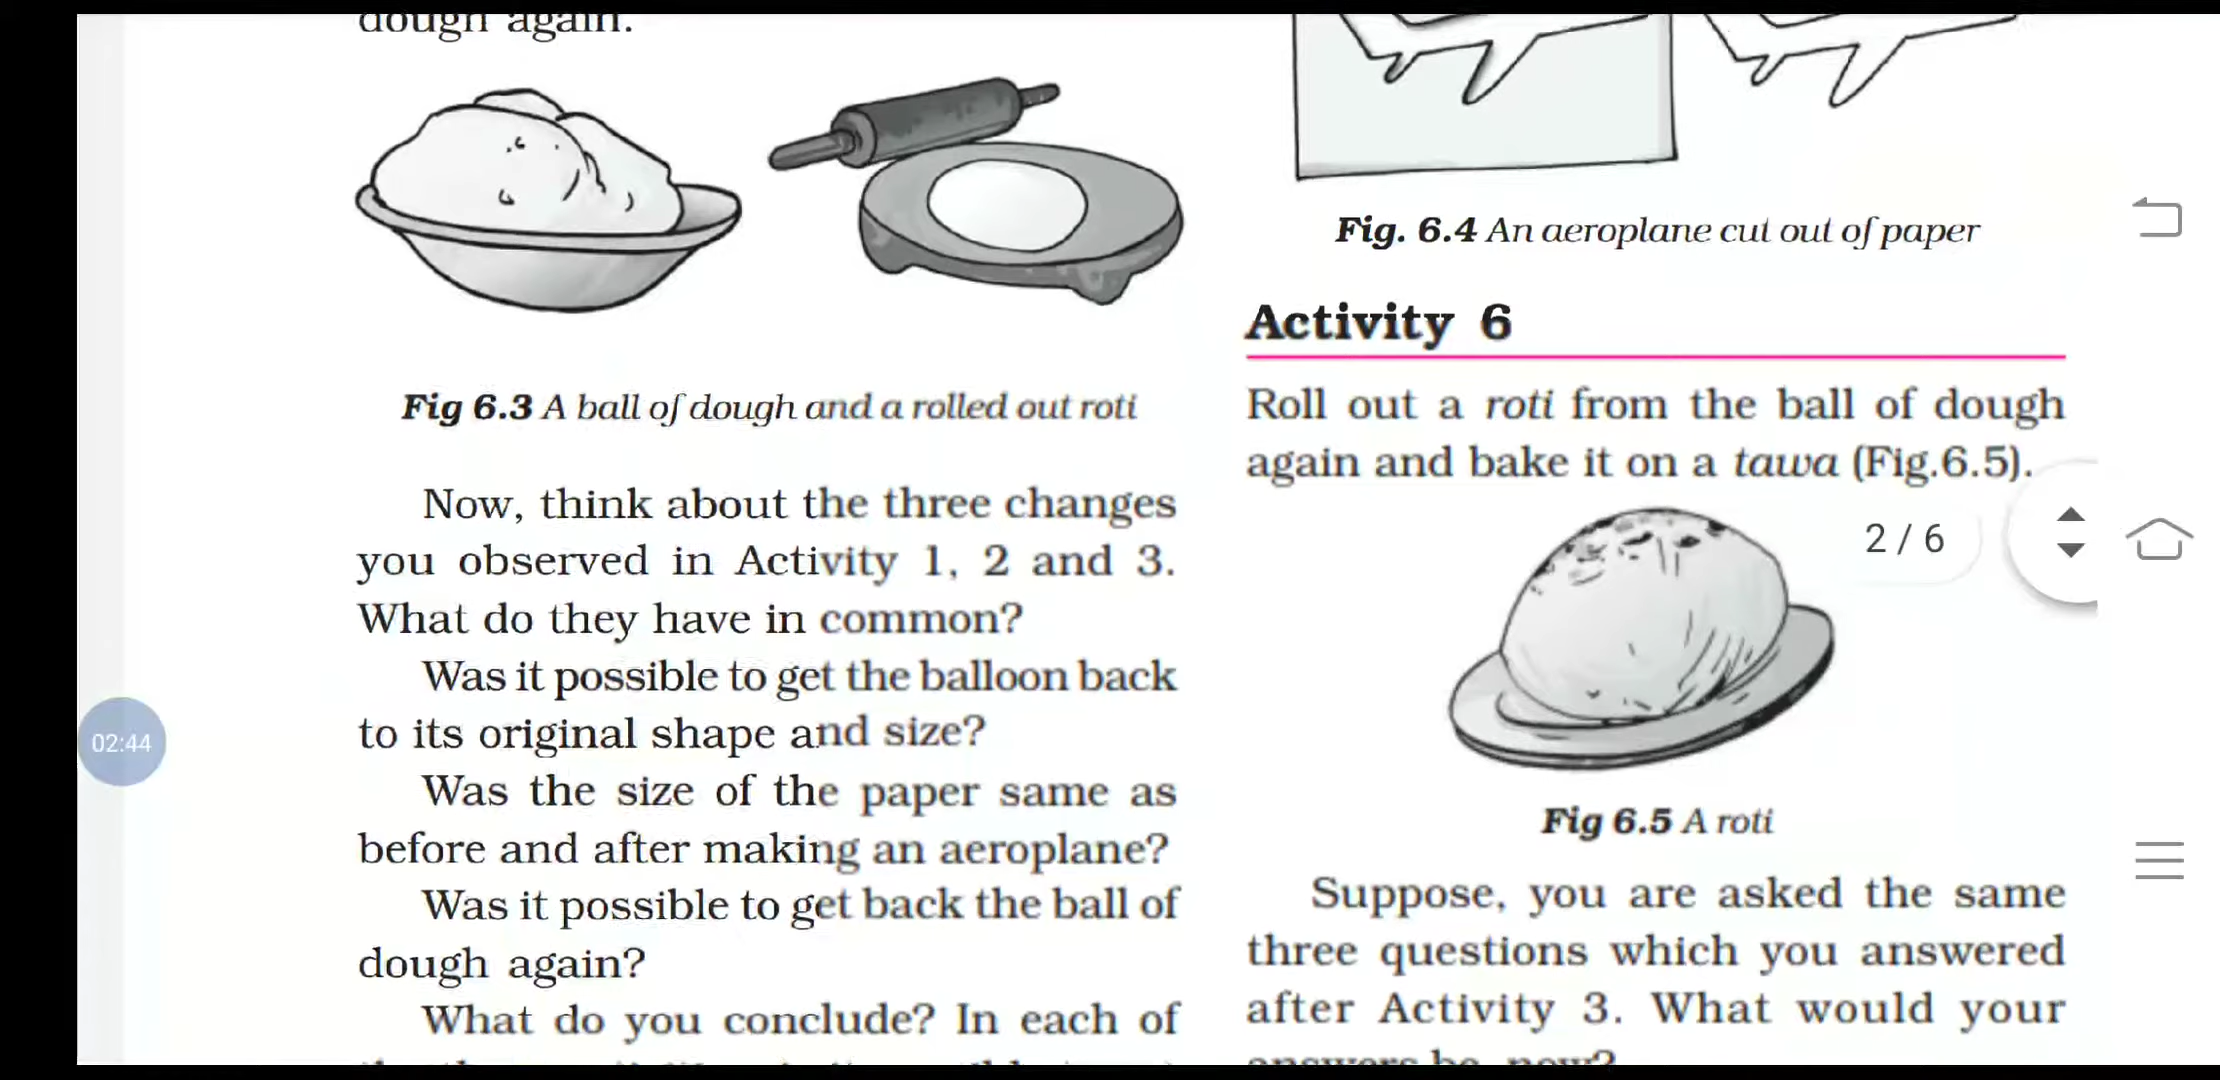 dough again.
Fig 6.3 A ball of dough and a rolled out roti
Now, think about the three changes
you observed in Activity 1, 2 and 3.
What do they have in common?
Was it possible to get the balloon back
to its original shape and size?
Was the size of the paper same as
before and after making an aeroplane?
Was it possible to get back the ball of
dough again?
What do you conclude? In each of
Fig. 6.4 An aeroplane cut out of paper
Activity 6
Roll out a roti from the ball of dough
again and bake it on a tawa (Fig.6.5).
Fig 6.5 A roti
Suppose, you are asked the same
three questions which you answered
after Activity 3. What would your
answers be now?
2 / 6
02:44